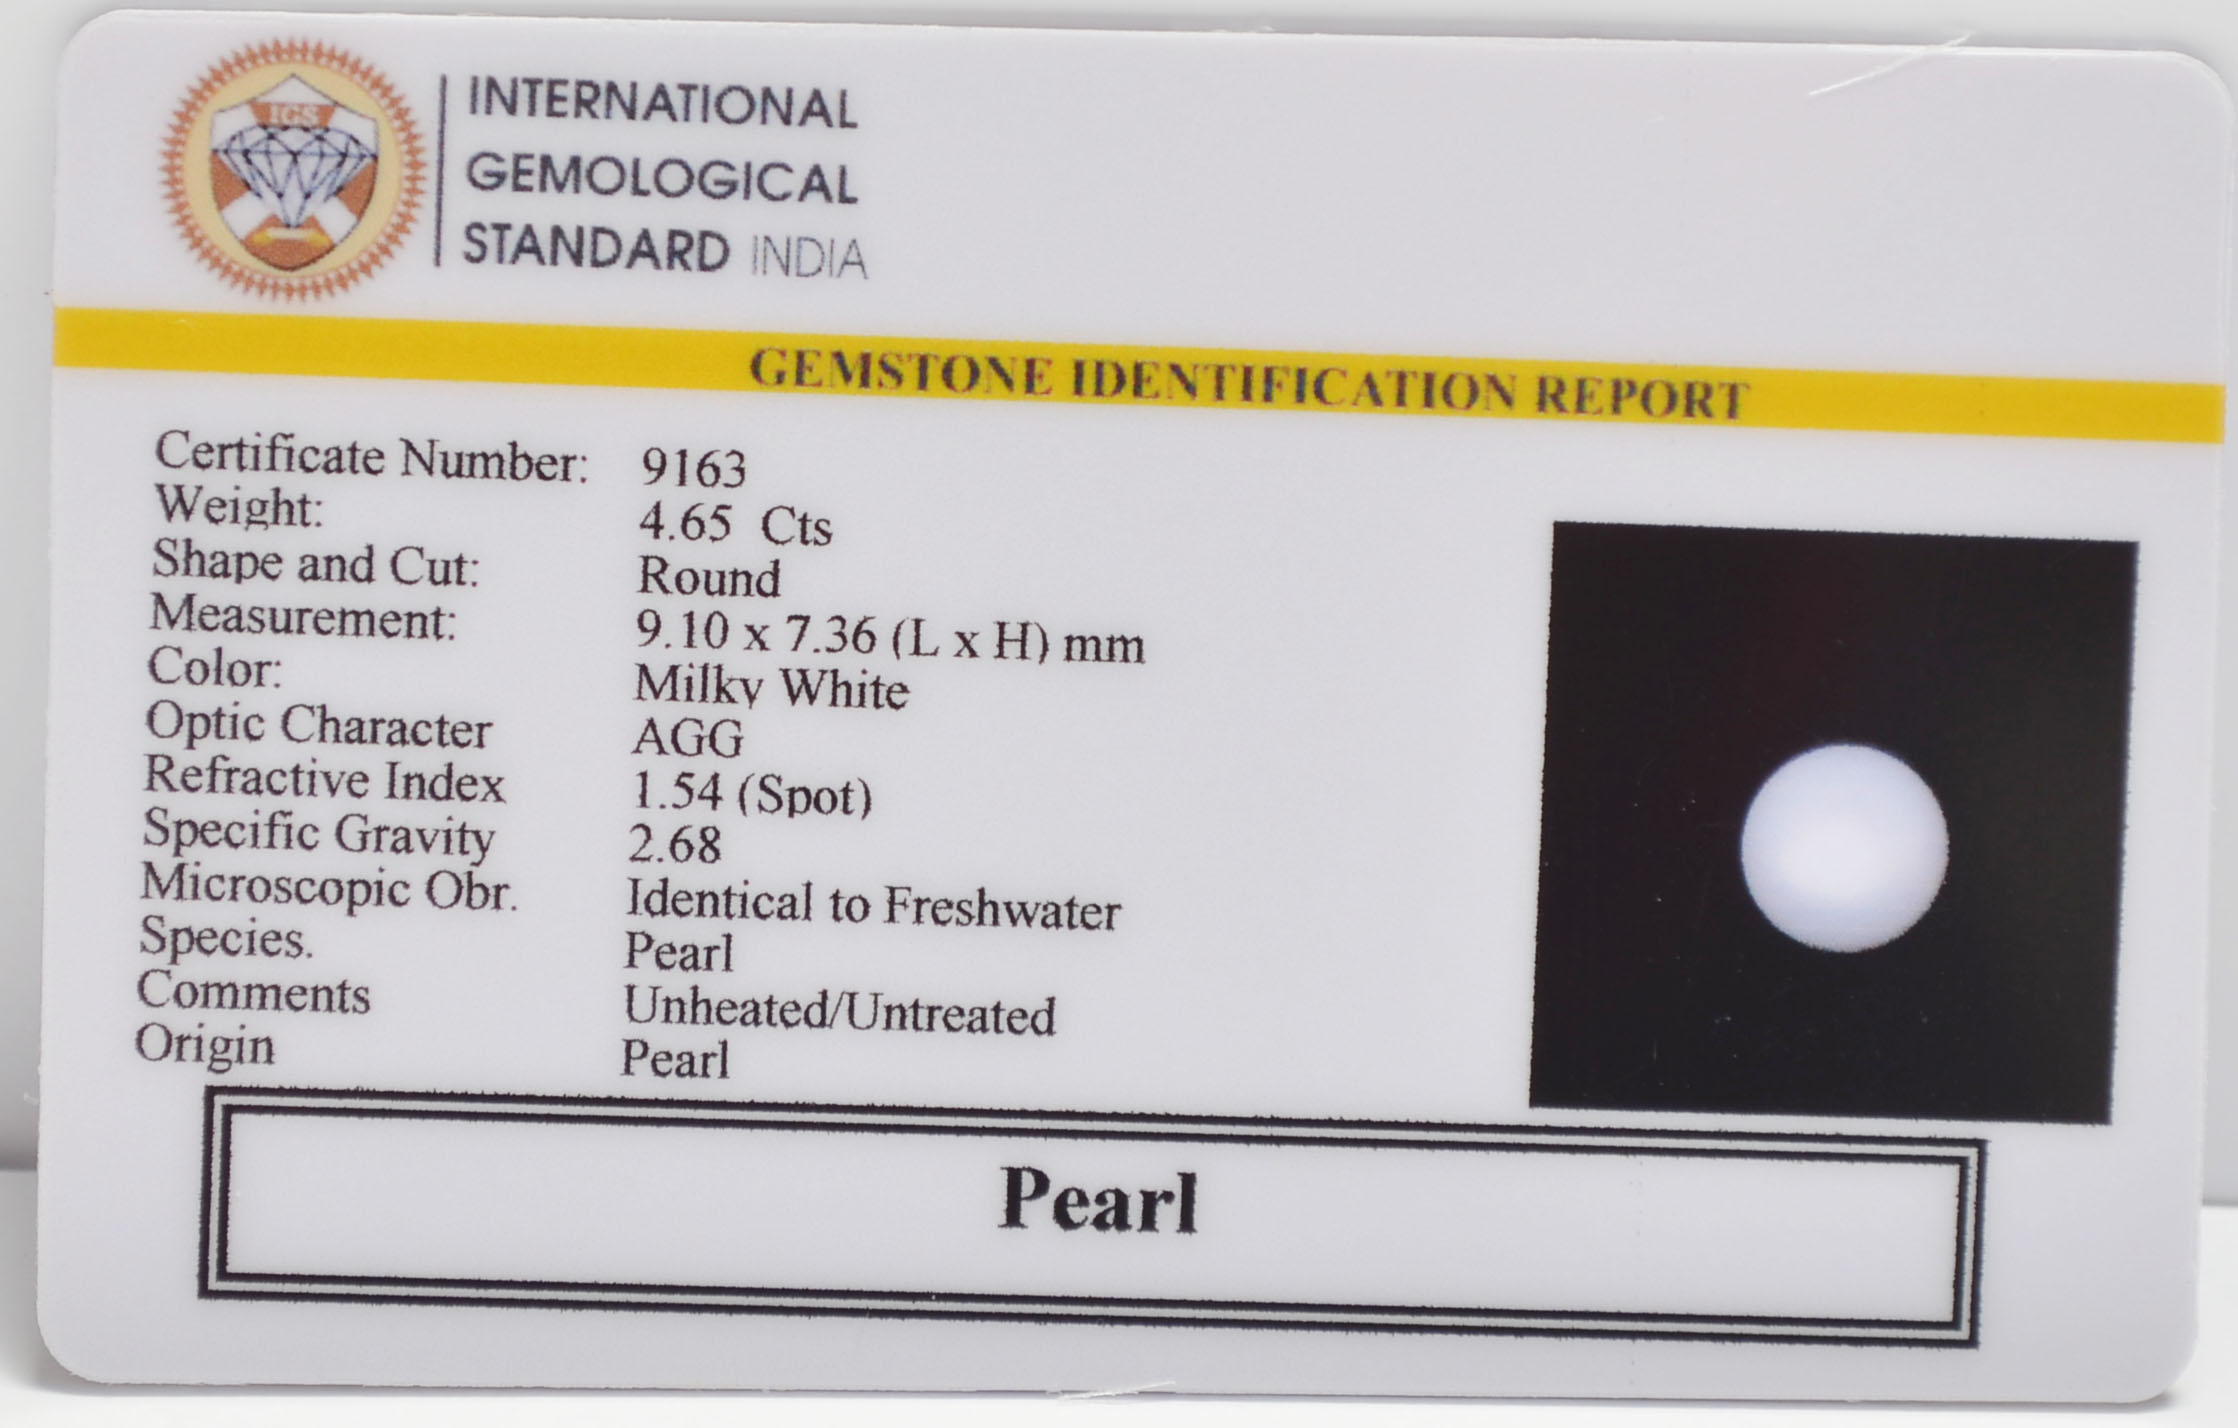 IGS
INTERNATIONAL
GEMOLOGICAL
STANDARD INDIA
GEMSTONE IDENTIFICATION REPORT
Certificate Number: 9163
Weight: 4.65 Cts
Shape and Cut: Round
Measurement: 9.10 x 7.36 (L x H) mm
Color: Milky White
Optic Character AGG
Refractive Index 1.54 (Spot)
Specific Gravity 2.68
Microscopic Obr. Identical to Freshwater
Species. Pearl
Comments Unheated/Untreated
Origin Pearl
Pearl